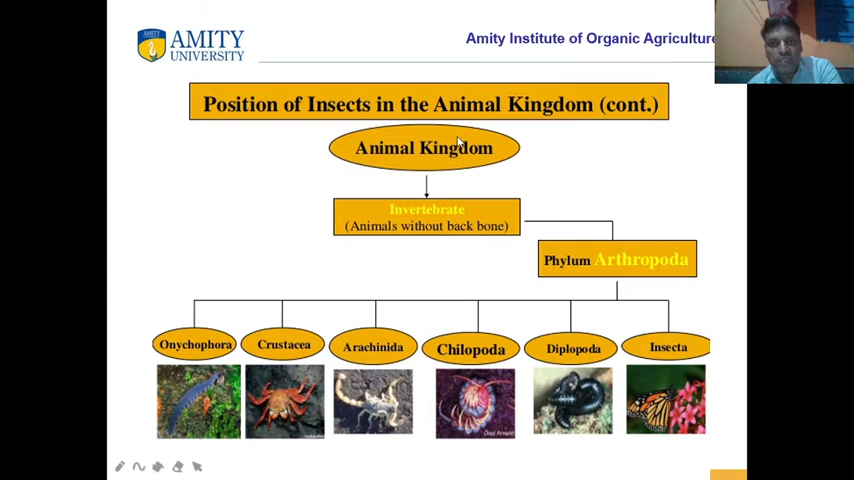 AMITY
AMITY
UNIVERSITY
Amity Institute of Organic Agriculture
Position of Insects in the Animal Kingdom (cont.)
Animal Kingdom
Invertebrate
(Animals without back bone)
Phylum Arthropoda
Onychophora
Crustacea
Arachinida
Chilopoda
Diplopoda
Insecta